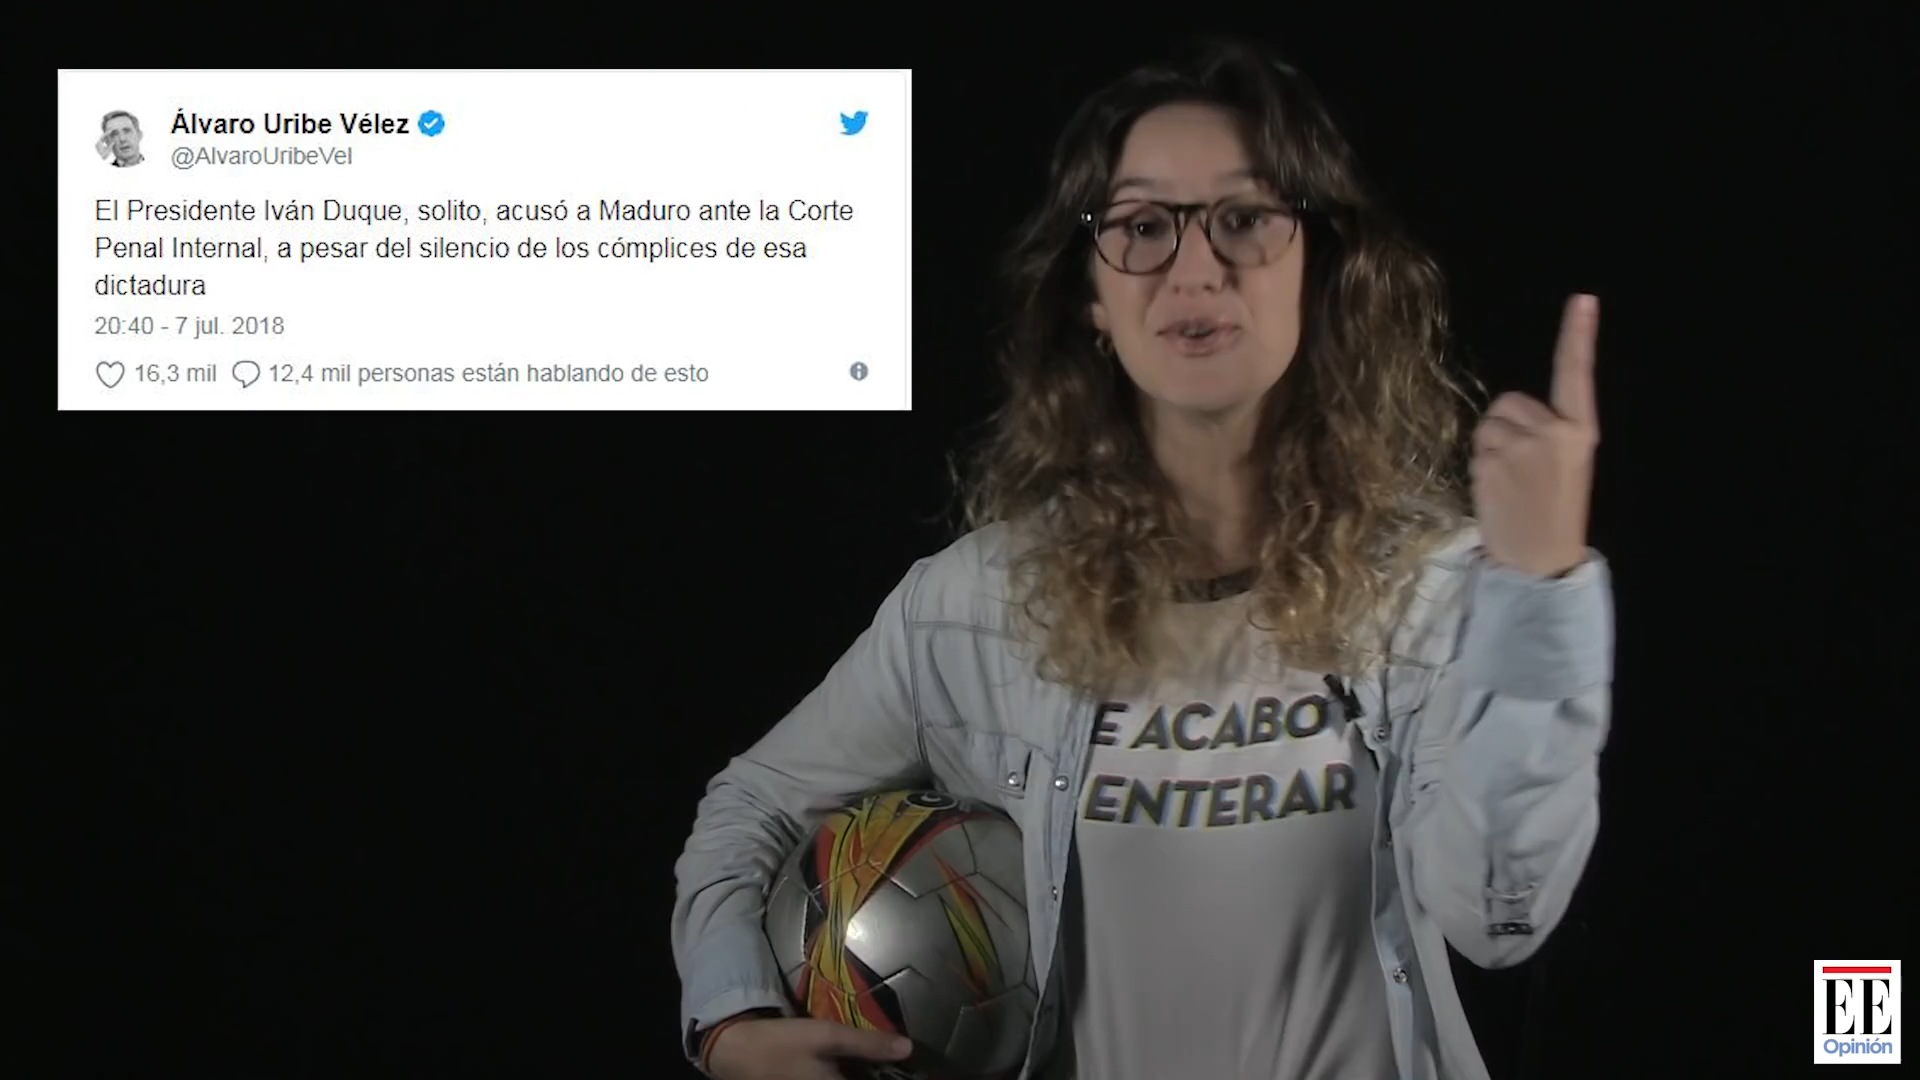 Álvaro Uribe Vélez
@AlvaroUribeVel
El Presidente Iván Duque, solito, acusó a Maduro ante la Corte
Penal Internal, a pesar del silencio de los cómplices de esa
dictadura
20:40 - 7 jul. 2018
16,3 mil 12,4 mil personas están hablando de esto
E ACABO
ENTERAR
EE
Opinión